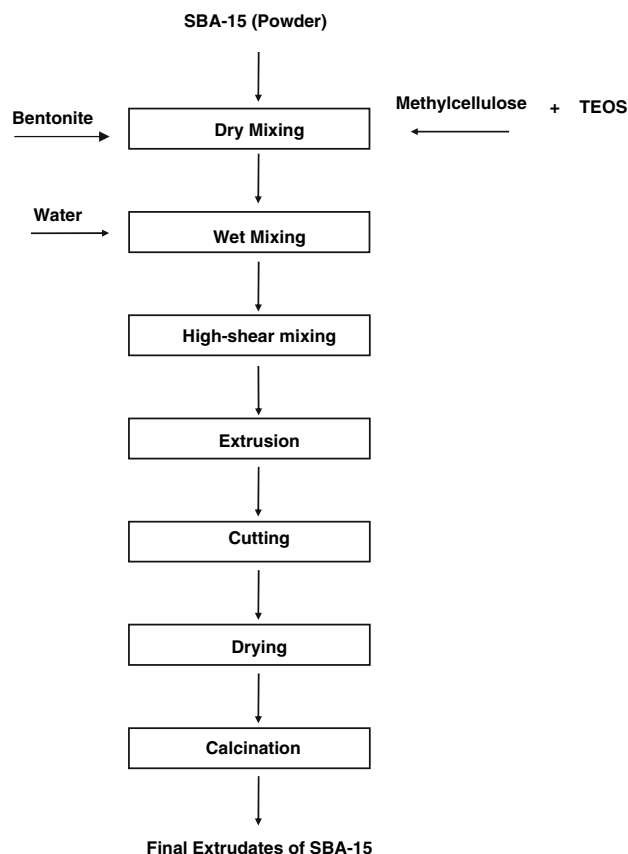 SBA-15 (Powder)
Bentonite
Dry Mixing
Methylcellulose + TEOS
Water
Wet Mixing
High-shear mixing
Extrusion
Cutting
Drying
Calcination
Final Extrudates of SBA-15